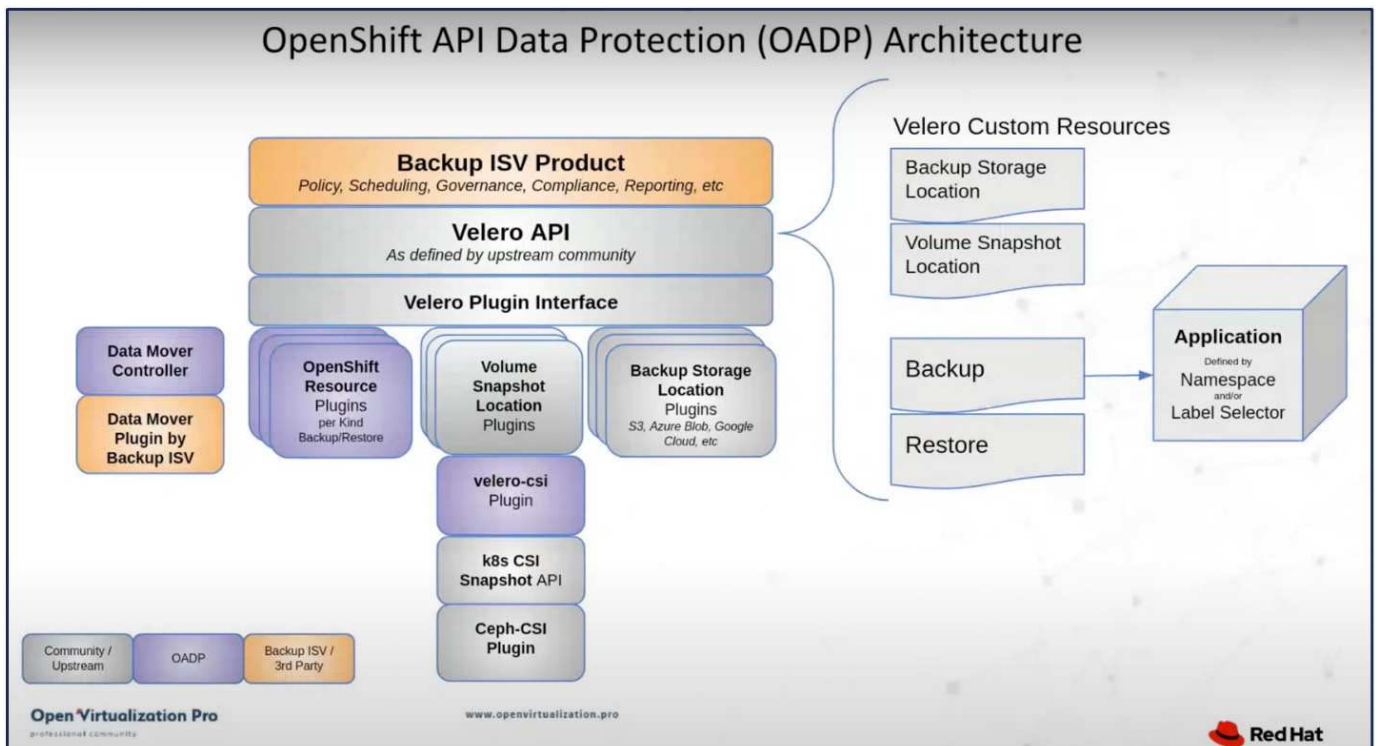 OpenShift API Data Protection (OADP) Architecture
Backup ISV Product
Policy, Scheduling, Governance, Compliance, Reporting, etc
Velero API
As defined by upstream community
Velero Plugin Interface
Data Mover
Controller
Data Mover
Plugin by
Backup ISV
OpenShift
Resource
Plugins
per Kind
Backup/Restore
Volume
Snapshot
Location
Plugins
Backup Storage
Location
Plugins
S3, Azure Blob, Google
Cloud, etc
velero-csi
Plugin
k8s CSI
Snapshot API
Ceph-CSI
Plugin
Velero Custom Resources
Backup Storage
Location
Volume Snapshot
Location
Backup
Restore
Application
Defined by
Namespace
and/or
Label Selector
Community /
Upstream
OADP
Backup ISV /
3rd Party
Open Virtualization Pro
professional community
www.openvirtualization.pro
Red Hat